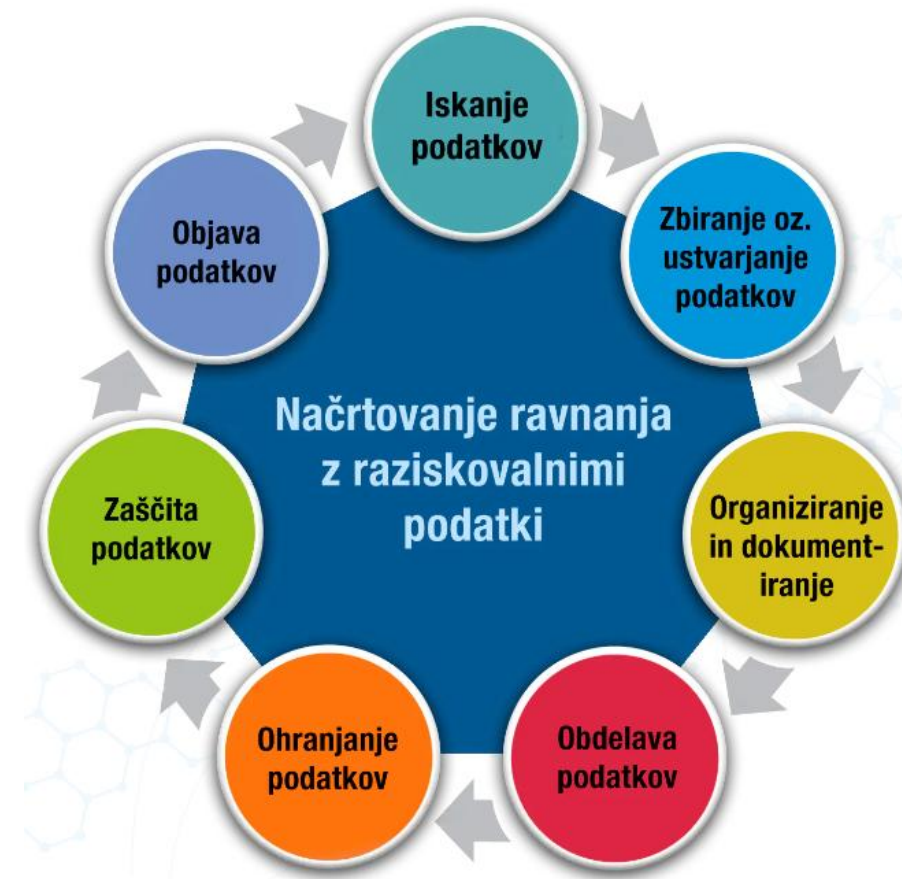 Iskanje
podatkov
Zbiranje oz.
ustvarjanje
podatkov
Organiziranje
in dokument-
iranje
Obdelava
podatkov
Ohranjanje
podatkov
Zaščita
podatkov
Objava
podatkov
Načrtovanje ravnanja
z raziskovalnimi
podatki